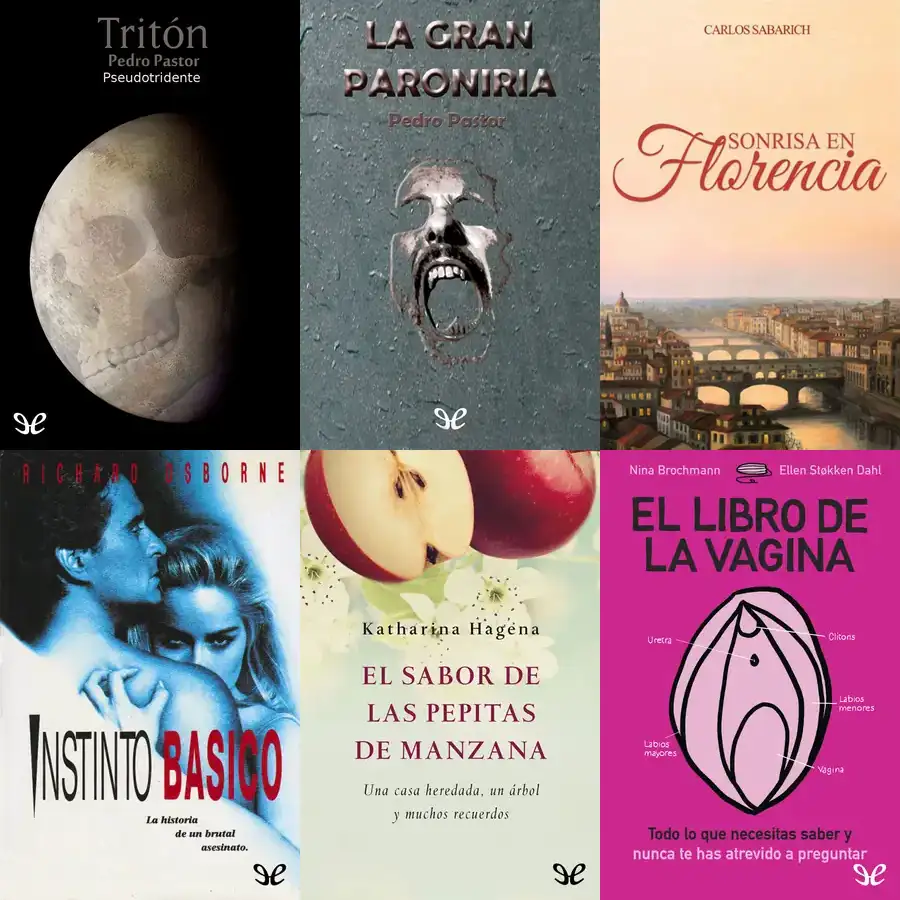 Tritón
Pedro Pastor
Pseudotridente
LA GRAN
PARONIRIA
Pedro Pastor
CARLOS SABARICH
SONRISA EN
Florencia
RICHARD OSBORNE
INSTINTO BASICO
La historia
de un brutal
asesinato.
Katharina Hagena
EL SABOR DE
LAS PEPITAS
DE MANZANA
Una casa heredada, un árbol
y muchos recuerdos
Nina Brochmann Ellen Støkken Dahl
EL LIBRO DE
LA VAGINA
Uretra
Clítoris
Labios
menores
Labios
mayores
Vagina
Todo lo que necesitas saber y
nunca te has atrevido a preguntar